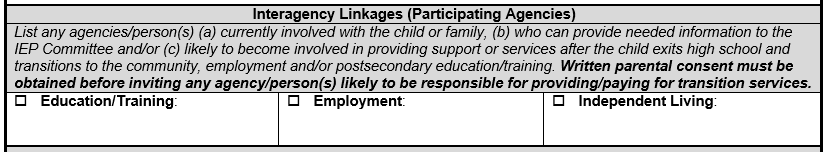 Interagency Linkages (Participating Agencies)
List any agencies/person(s) (a) currently involved with the child or family, (b) who can provide needed information to the
IEP Committee and/or (c) likely to become involved in providing support or services after the child exits high school and
transitions to the community, employment and/or postsecondary education/training. Written parental consent must be
obtained before inviting any agency/person(s) likely to be responsible for providing/paying for transition services.
☐ Education/Training: ☐ Employment: ☐ Independent Living: